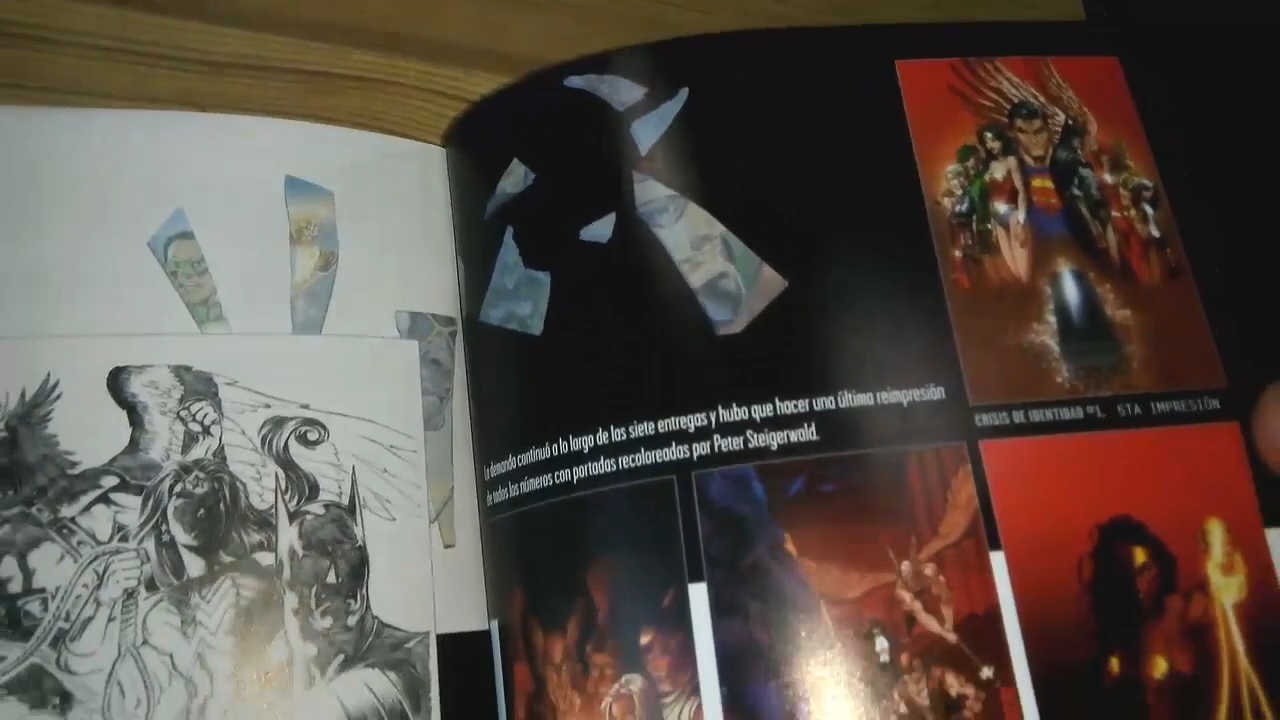 La demanda continuó a lo largo de las siete entregas y hubo que hacer una última reimpresión
de todos los números con portadas recoloreadas por Peter Steigerwald.
CRISIS DE IDENTIDAD #1, 5TA IMPRESIÓN